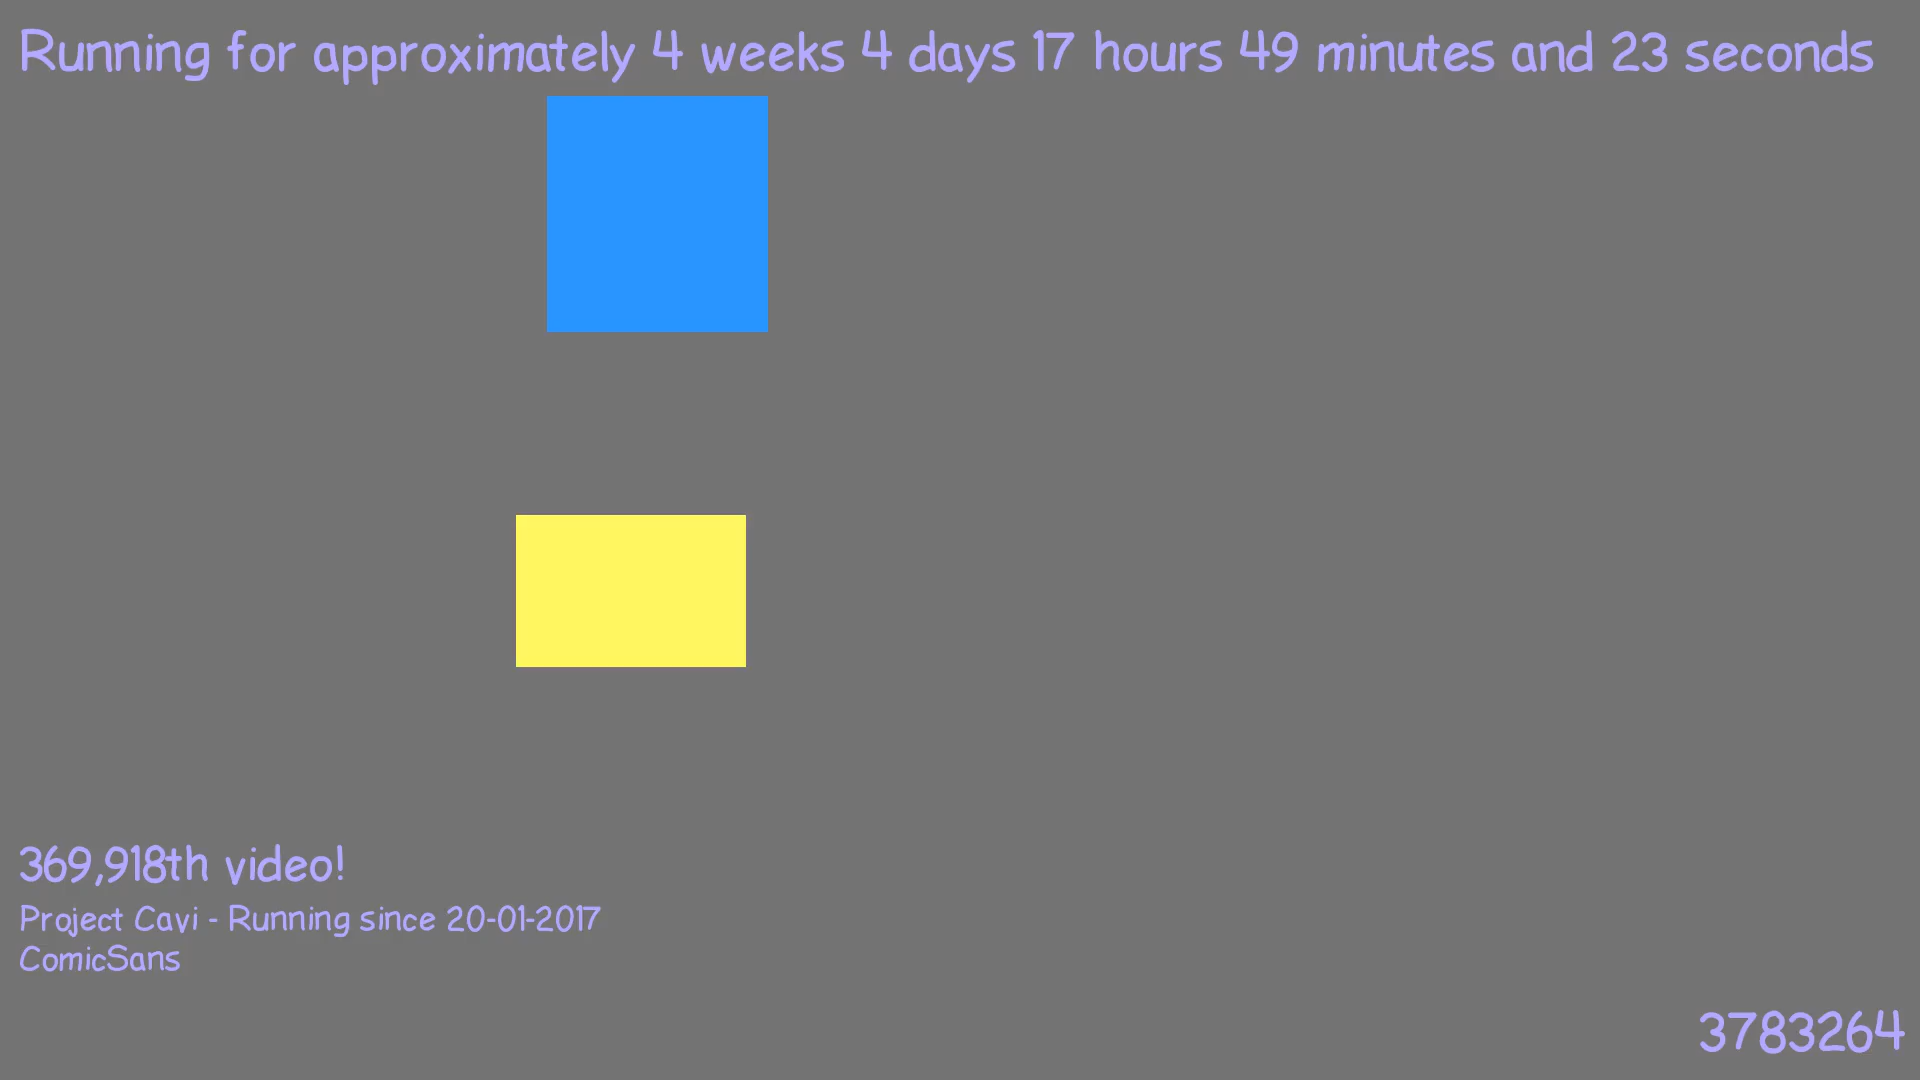 Running for approximately 4 weeks 4 days 17 hours 49 minutes and 23 seconds
369,918th video!
Project Cavi - Running since 20-01-2017
ComicSans
3783264